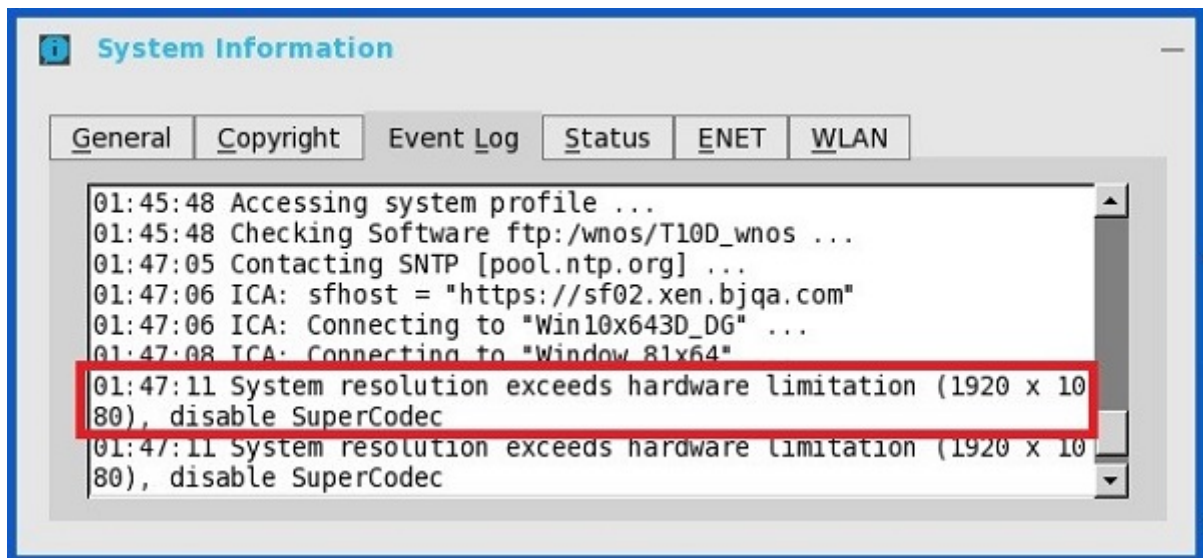 System Information
General Copyright Event Log Status ENET WLAN
01:45:48 Accessing system profile ...
01:45:48 Checking Software ftp:/wnos/T10D_wnos ...
01:47:05 Contacting SNTP [pool.ntp.org] ...
01:47:06 ICA: sfhost = "https://sf02.xen.bjqa.com"
01:47:06 ICA: Connecting to "Win10x643D_DG" ...
01:47:08 ICA: Connecting to "Window 81x64"
01:47:11 System resolution exceeds hardware limitation (1920 x 10
80), disable SuperCodec
01:47:11 System resolution exceeds hardware limitation (1920 x 10
80), disable SuperCodec